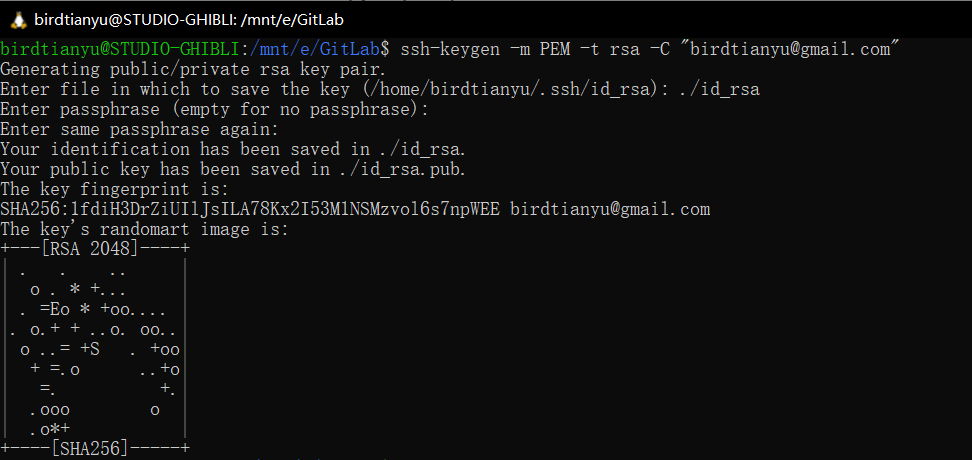 birdtianyu@STUDIO-GHIBLI: /mnt/e/GitLab
birdtianyu@STUDIO-GHIBLI:/mnt/e/GitLab$ ssh-keygen -m PEM -t rsa -C "birdtianyu@gmail.com"
Generating public/private rsa key pair.
Enter file in which to save the key (/home/birdtianyu/.ssh/id_rsa): ./id_rsa
Enter passphrase (empty for no passphrase):
Enter same passphrase again:
Your identification has been saved in ./id_rsa.
Your public key has been saved in ./id_rsa.pub.
The key fingerprint is:
SHA256:1fdiH3DrZiUIlJsILA78Kx2I53M1NSMzvol6s7npWEE birdtianyu@gmail.com
The key's randomart image is:
+---[RSA 2048]----+
| .   .    ..     |
|  o . * +...     |
| . =Eo * +oo.... |
|. o.+ + ..o. oo..|
| o ..= +S   . +oo|
|  + =.o      ..+o|
|   =.          +.|
|  .ooo        o  |
|  .o*+           |
+----[SHA256]-----+